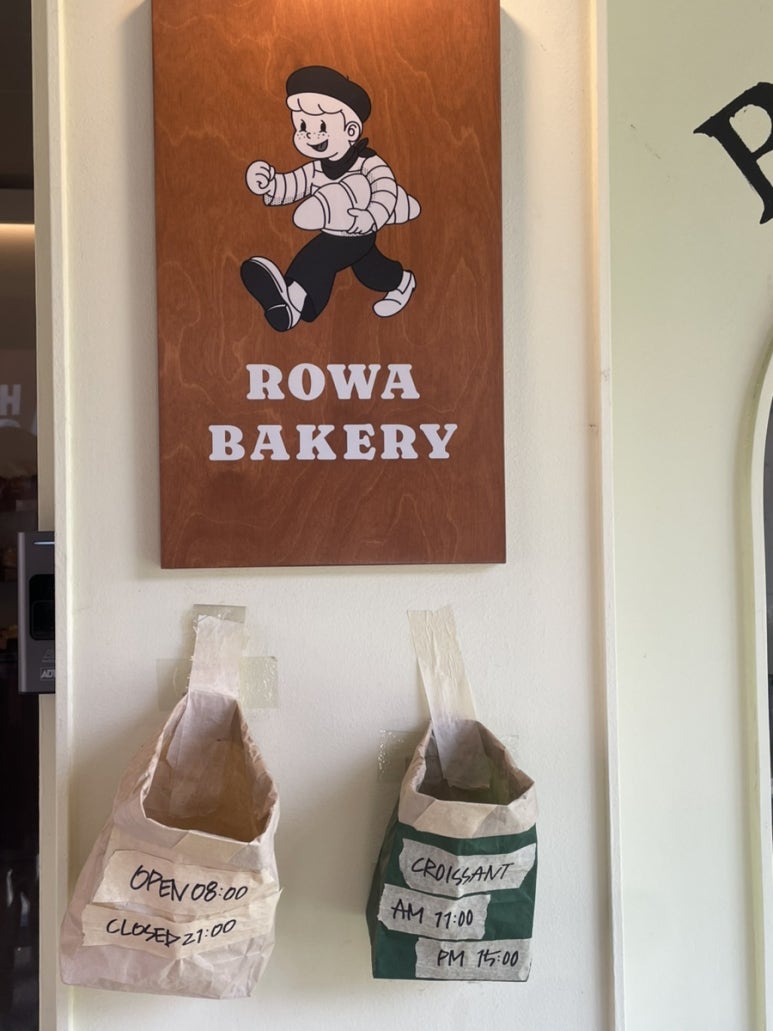 ROWA
BAKERY
OPEN 08:00
CLOSED 21:00
CROISSANT
AM 11:00
PM 15:00